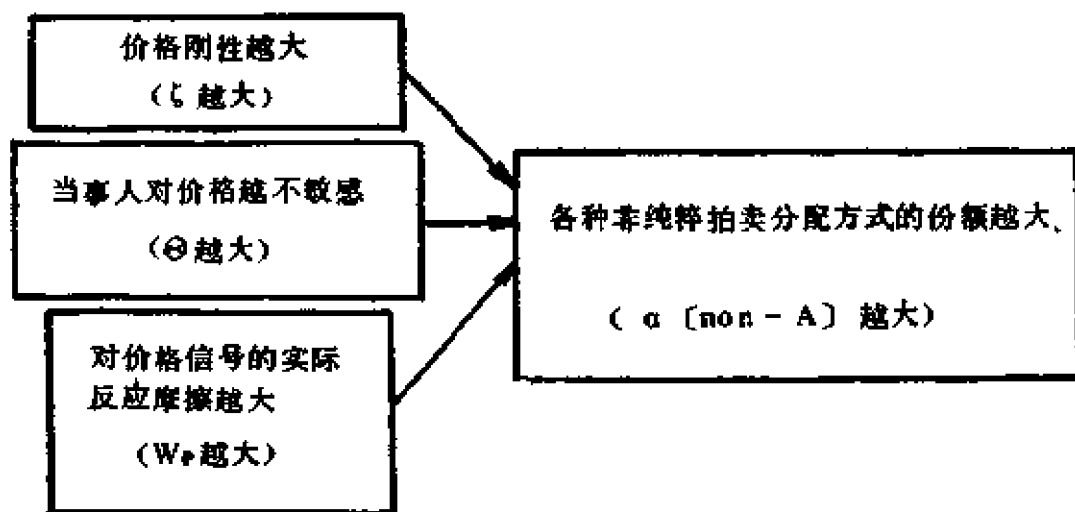 价格刚性越大
（ζ 越大）
当事人对价格越不敏感
（Θ越大）
对价格信号的实际
反应摩擦越大
（Wp越大）
各种非纯粹拍卖分配方式的份额越大、
（ α 〔non - A〕 越大）